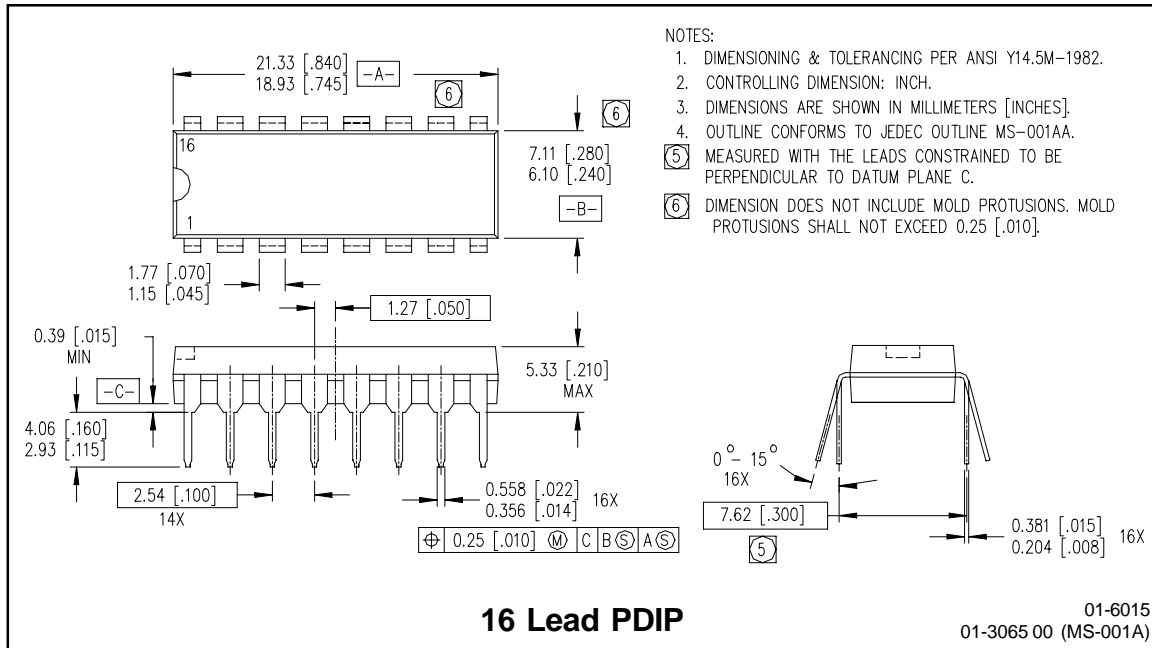 21.33 [.840]
18.93 [.745]
-A-
6
6
16
1
7.11 [.280]
6.10 [.240]
-B-
NOTES:
1. DIMENSIONING & TOLERANCING PER ANSI Y14.5M-1982.
2. CONTROLLING DIMENSION: INCH.
3. DIMENSIONS ARE SHOWN IN MILLIMETERS [INCHES].
4. OUTLINE CONFORMS TO JEDEC OUTLINE MS-001AA.
5 MEASURED WITH THE LEADS CONSTRAINED TO BE
PERPENDICULAR TO DATUM PLANE C.
6 DIMENSION DOES NOT INCLUDE MOLD PROTUSIONS. MOLD
PROTUSIONS SHALL NOT EXCEED 0.25 [.010].
1.77 [.070]
1.15 [.045]
1.27 [.050]
0.39 [.015]
MIN
-C-
5.33 [.210]
MAX
4.06 [.160]
2.93 [.115]
2.54 [.100]
14X
0.558 [.022]
0.356 [.014]
16X
⌖ 0.25 [.010] Ⓜ C B Ⓢ A Ⓢ
0° - 15°
16X
7.62 [.300]
5
0.381 [.015]
0.204 [.008]
16X
16 Lead PDIP
01-6015
01-3065 00 (MS-001A)